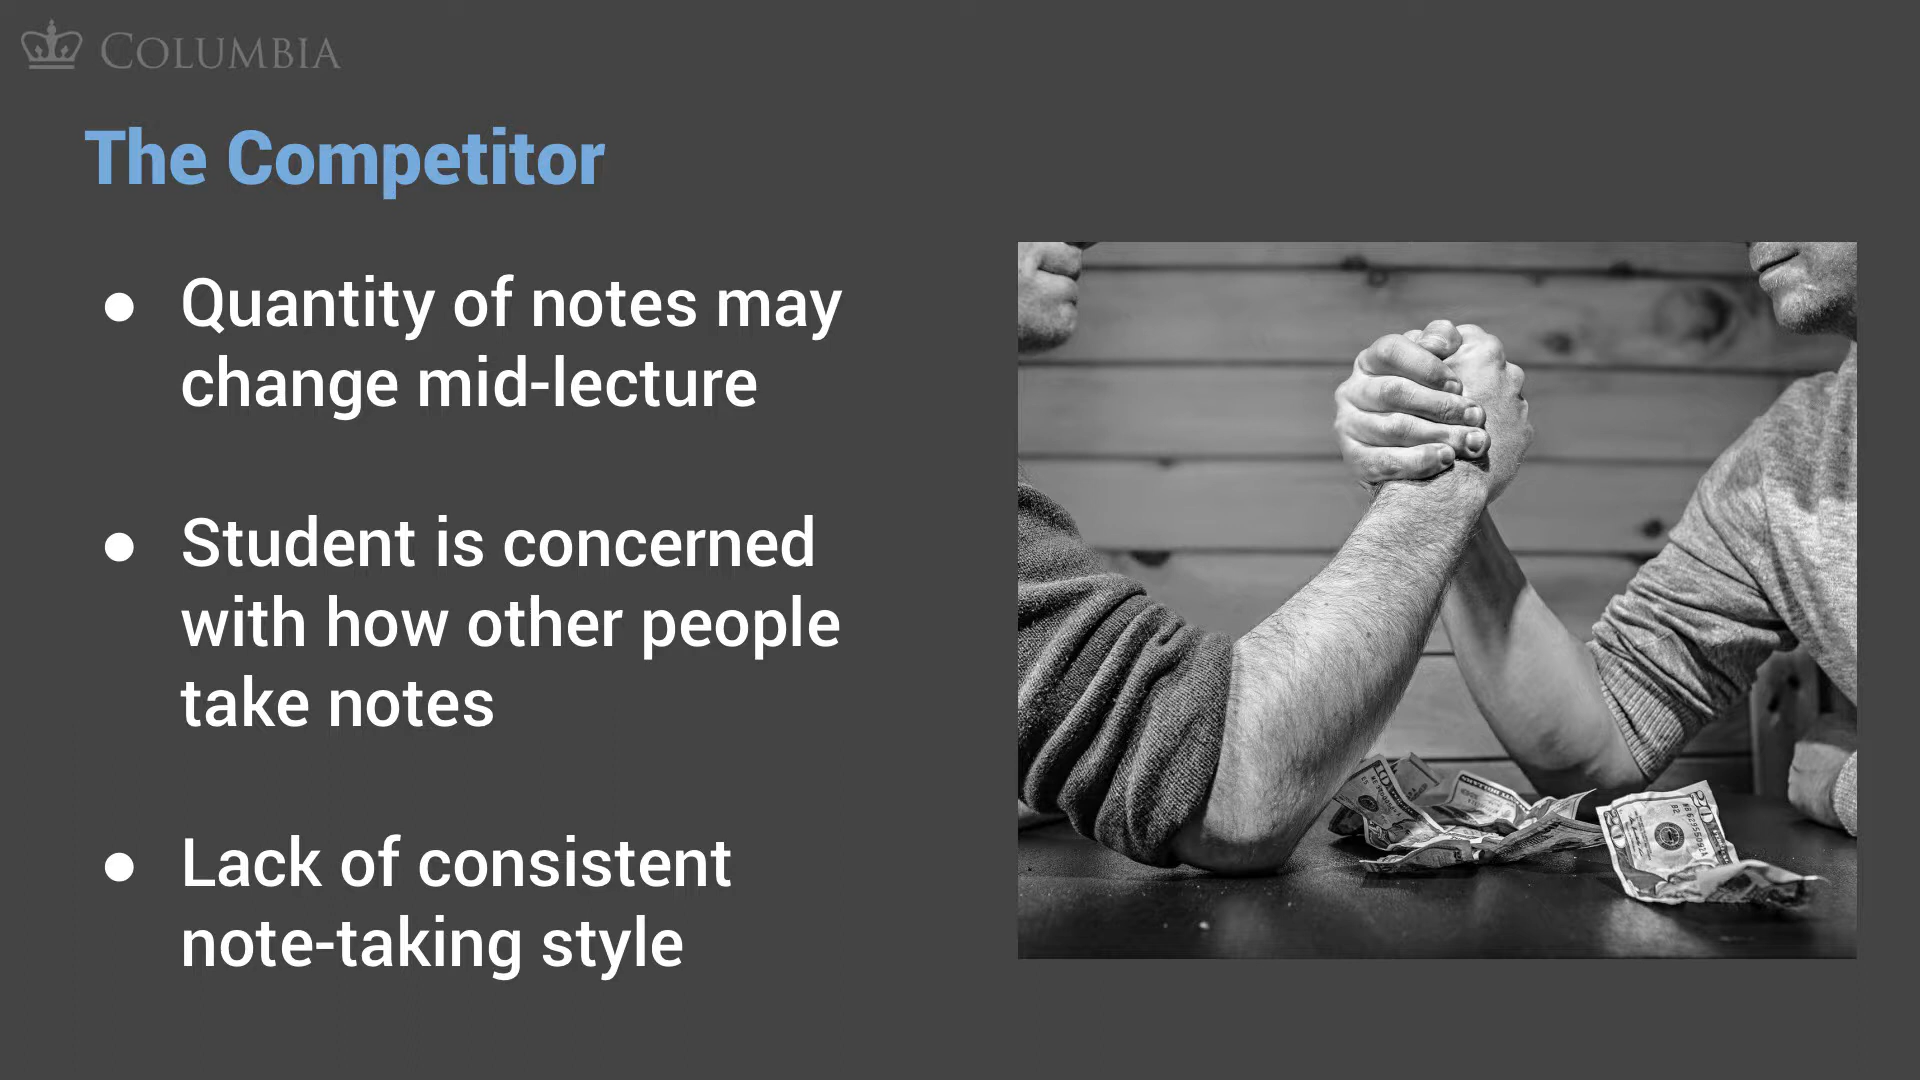 COLUMBIA
The Competitor
● Quantity of notes may
change mid-lecture
● Student is concerned
with how other people
take notes
● Lack of consistent
note-taking style